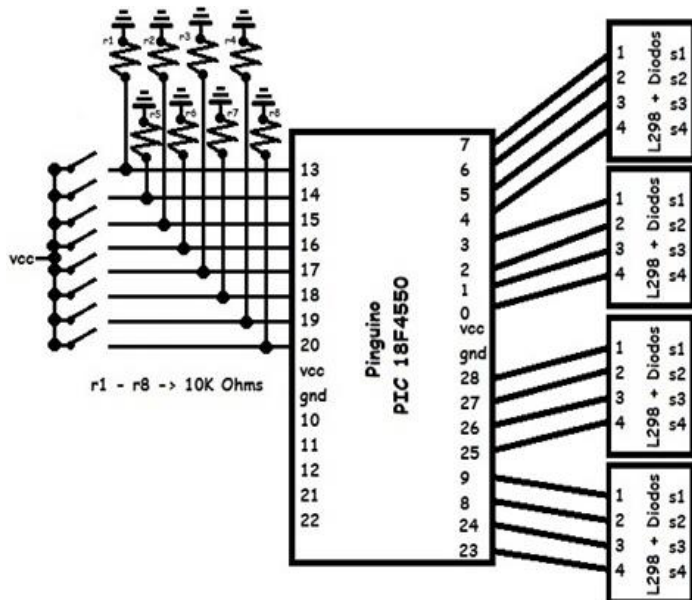 r1 r2 r3 r4
r5 r6 r7 r8
vcc
r1 - r8 -> 10K Ohms
13
14
15
16
17
18
19
20
vcc
gnd
10
11
12
21
22
Pinguino
PIC 18F4550
7
6
5
4
3
2
1
0
vcc
gnd
28
27
26
25
9
8
24
23
1 s1
2 s2
3 s3
4 s4
L298 + Diodos
1 s1
2 s2
3 s3
4 s4
L298 + Diodos
1 s1
2 s2
3 s3
4 s4
L298 + Diodos
1 s1
2 s2
3 s3
4 s4
L298 + Diodos